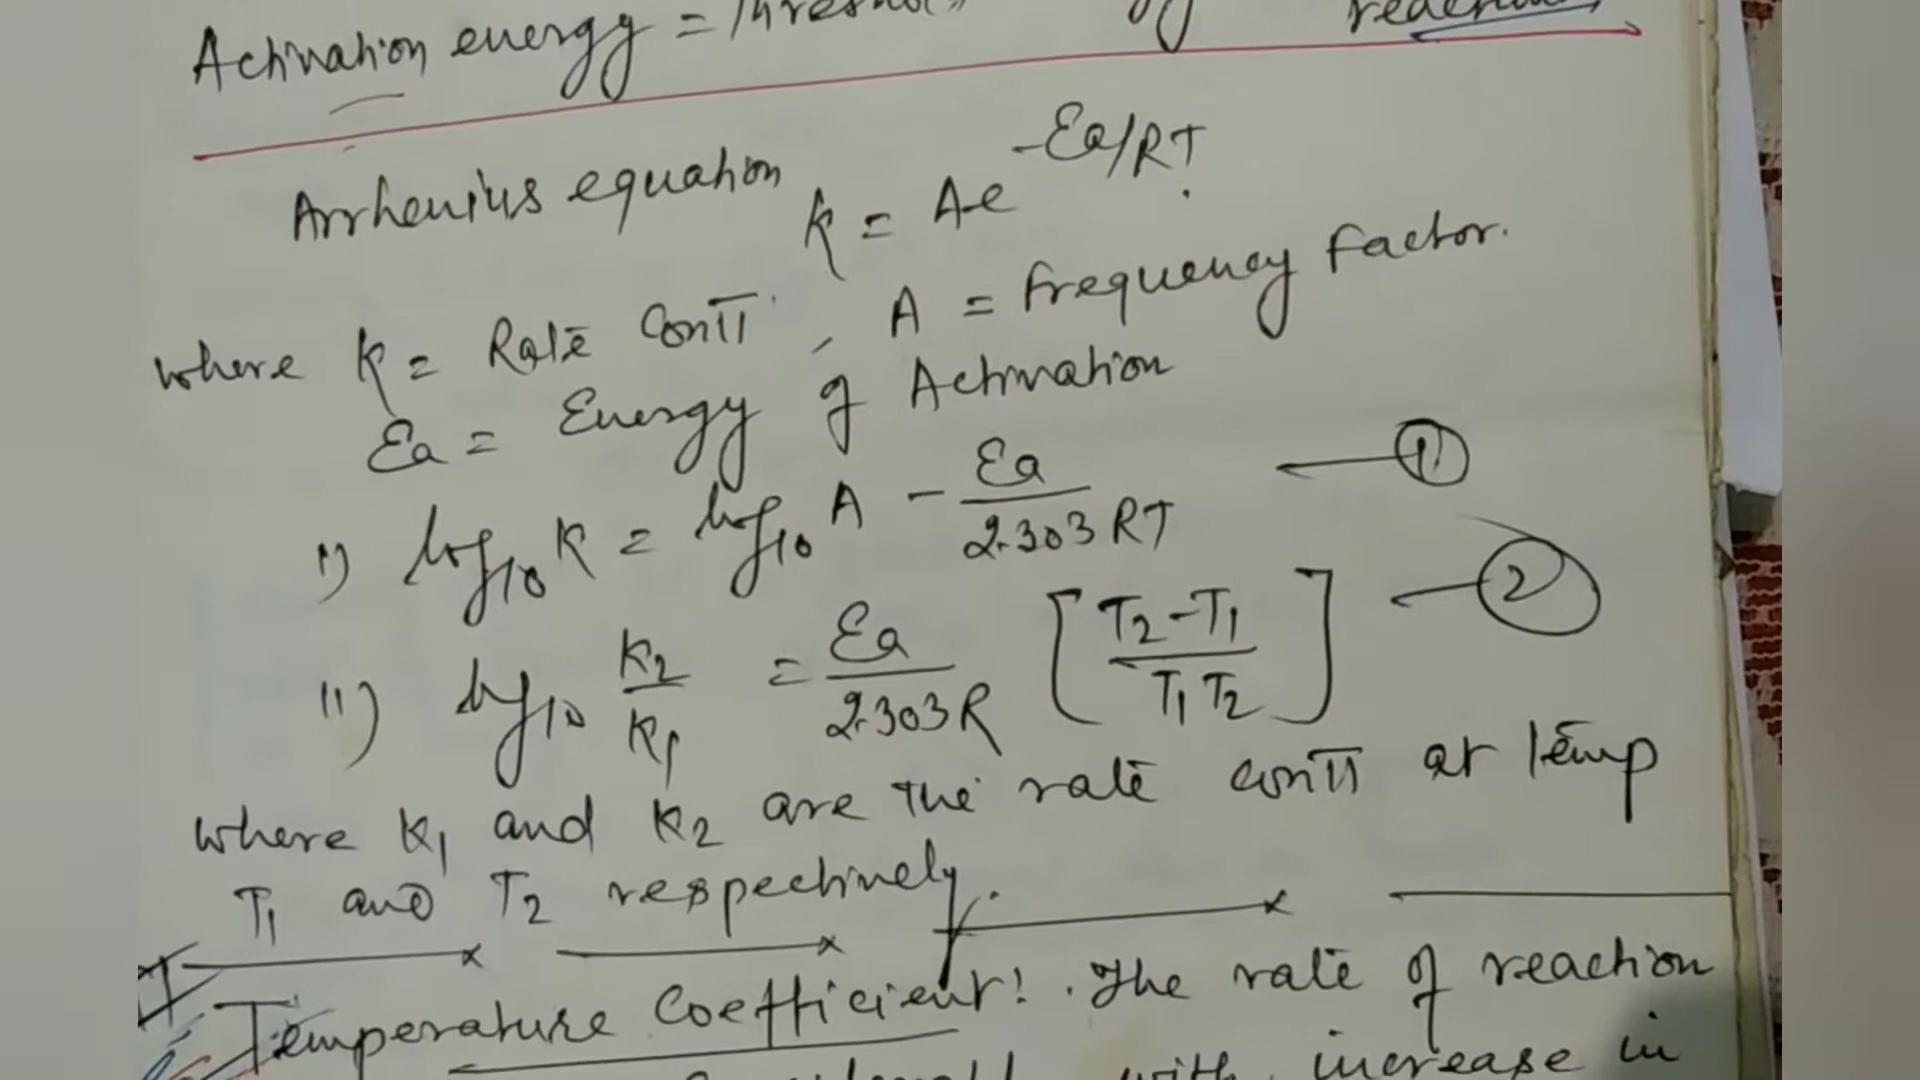 Activation energy =
Arrhenius equation K = Ae^-Ea/RT
where K = Rate Constt , A = frequency factor.
Ea = Energy of Activation
i) log10 K = log10 A - Ea/2.303RT ← 1
ii) log10 K2/K1 = Ea/2.303R [T2-T1/T1T2] ← 2
where K1 and K2 are the rate constt at temp
T1 and T2 respectively.
Temperature Coefficient:. The rate of reaction
with increase in